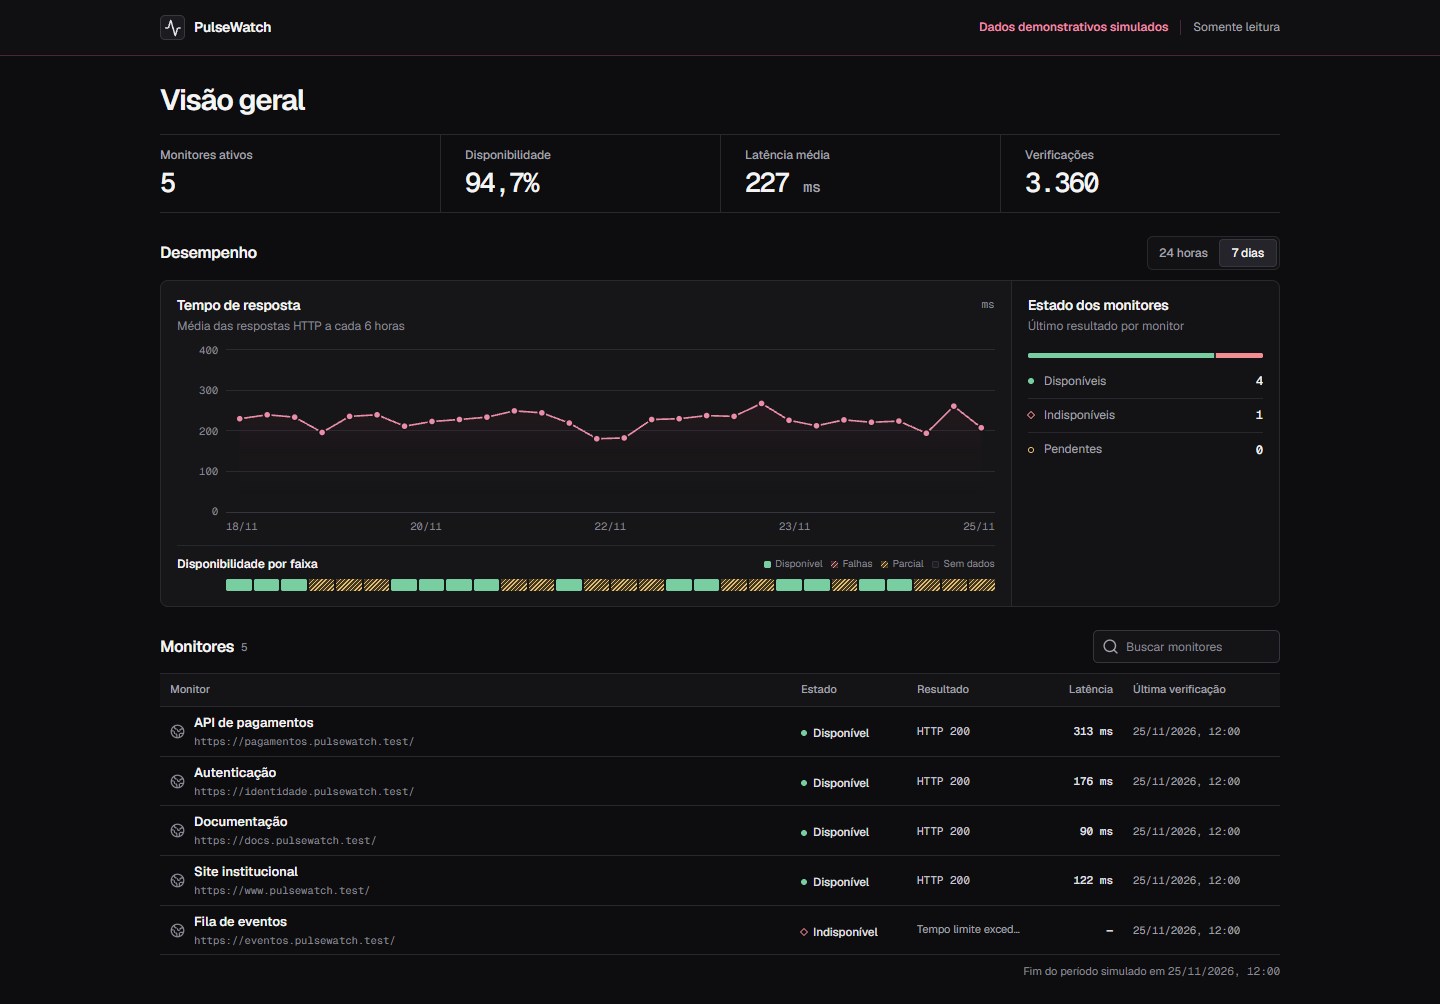 PulseWatch
Dados demonstrativos simulados
Somente leitura
Visão geral
Monitores ativos
5
Disponibilidade
94,7%
Latência média
227 ms
Verificações
3.360
Desempenho
24 horas
7 dias
Tempo de resposta
ms
Média das respostas HTTP a cada 6 horas
400
300
200
100
0
18/11 20/11 22/11 23/11 25/11
Disponibilidade por faixa
Disponível Falhas Parcial Sem dados
Estado dos monitores
Último resultado por monitor
Disponíveis 4
Indisponíveis 1
Pendentes 0
Monitores 5
Buscar monitores
Monitor Estado Resultado Latência Última verificação
API de pagamentos
https://pagamentos.pulsewatch.test/
Disponível HTTP 200 313 ms 25/11/2026, 12:00
Autenticação
https://identidade.pulsewatch.test/
Disponível HTTP 200 176 ms 25/11/2026, 12:00
Documentação
https://docs.pulsewatch.test/
Disponível HTTP 200 90 ms 25/11/2026, 12:00
Site institucional
https://www.pulsewatch.test/
Disponível HTTP 200 122 ms 25/11/2026, 12:00
Fila de eventos
https://eventos.pulsewatch.test/
Indisponível Tempo limite exced… – 25/11/2026, 12:00
Fim do período simulado em 25/11/2026, 12:00